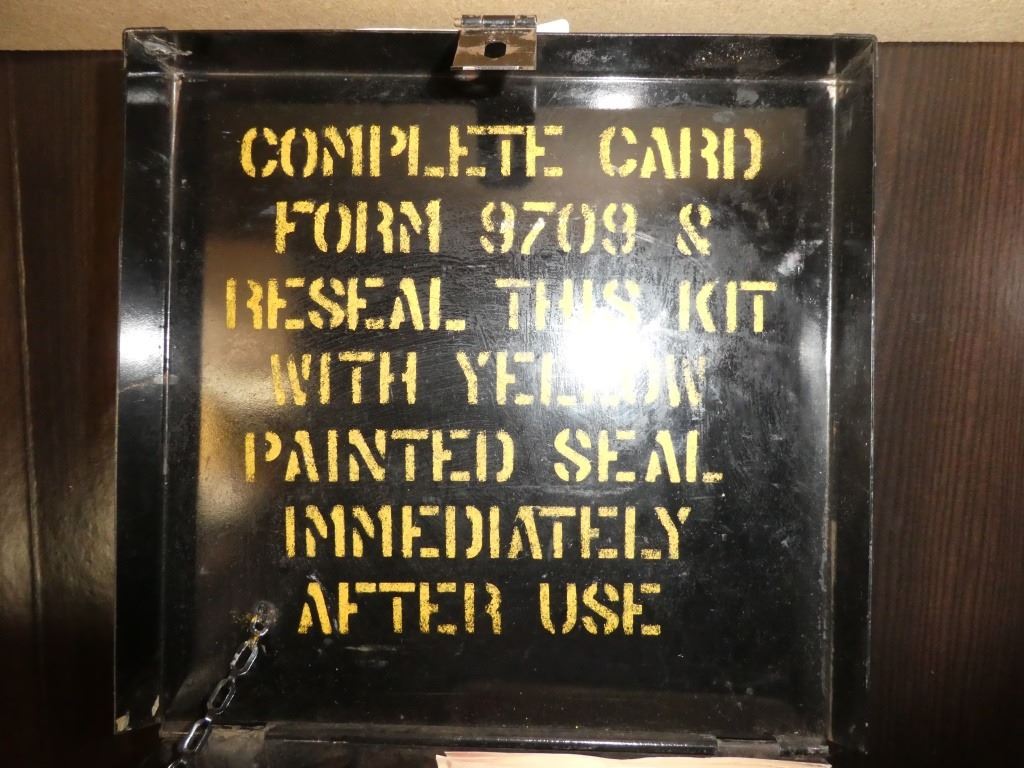 COMPLETE CARD
FORM 9709 &
RESEAL THIS KIT
WITH YELLOW
PAINTED SEAL
IMMEDIATELY
AFTER USE